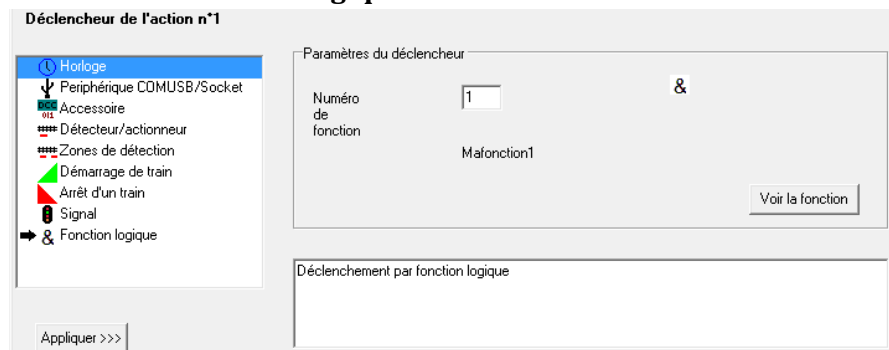 Déclencheur de l'action n°1
Horloge
Periphérique COMUSB/Socket
DCC 011 Accessoire
Détecteur/actionneur
Zones de détection
Démarrage de train
Arrêt d'un train
Signal
& Fonction logique
Appliquer >>>
Paramètres du déclencheur
Numéro
de
fonction
1
&
Mafonction1
Voir la fonction
Déclenchement par fonction logique